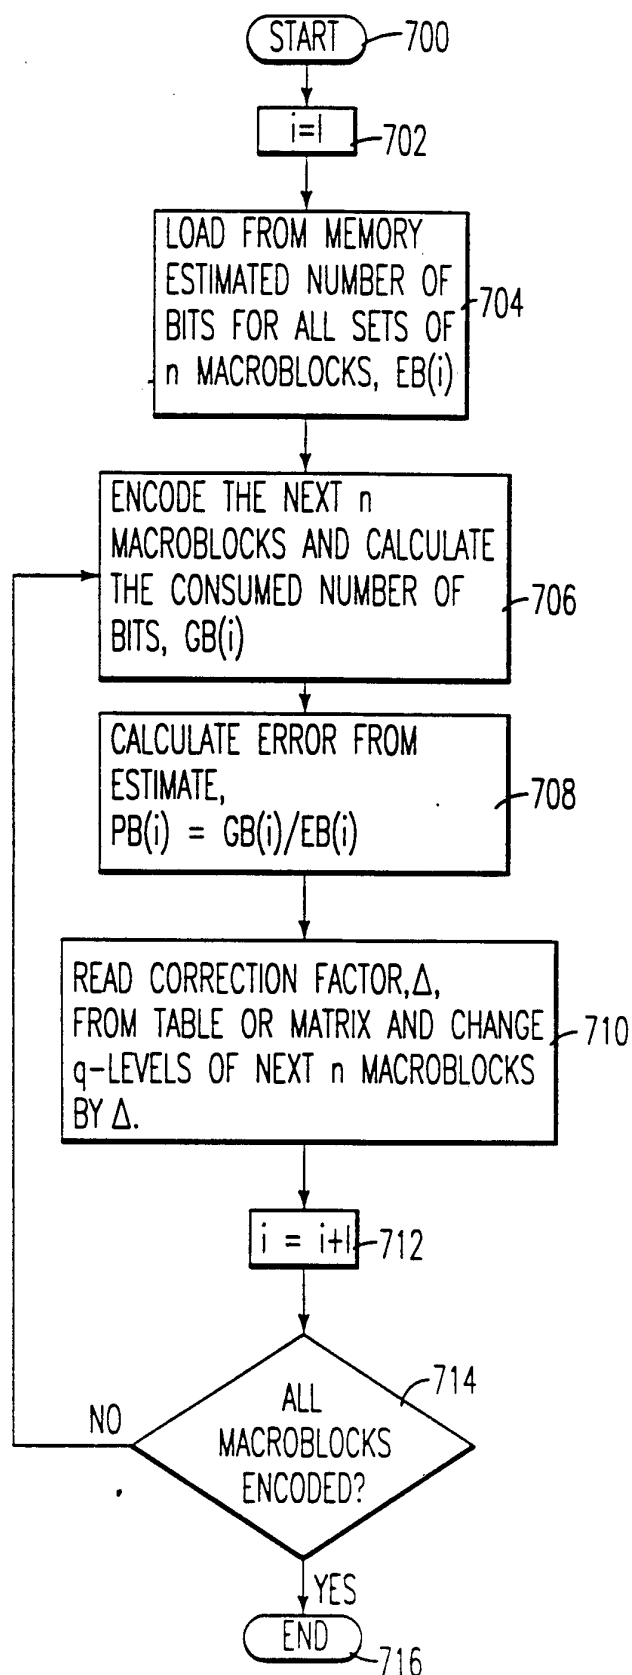 START 700
i=1 702
LOAD FROM MEMORY
ESTIMATED NUMBER OF
BITS FOR ALL SETS OF
n MACROBLOCKS, EB(i)
704
ENCODE THE NEXT n
MACROBLOCKS AND CALCULATE
THE CONSUMED NUMBER OF
BITS, GB(i)
706
CALCULATE ERROR FROM
ESTIMATE,
PB(i) = GB(i)/EB(i)
708
READ CORRECTION FACTOR,Δ,
FROM TABLE OR MATRIX AND CHANGE
q-LEVELS OF NEXT n MACROBLOCKS
BY Δ.
710
i = i+1 712
ALL
MACROBLOCKS
ENCODED?
714
NO
YES
END 716